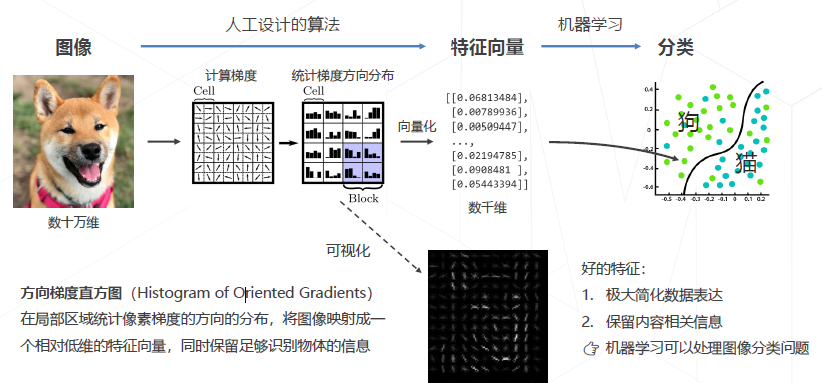 人工设计的算法
机器学习
图像
特征向量
分类
计算梯度
统计梯度方向分布
Cell
Cell
[[0.06813484],
[0.00789936],
[0.00509447],
...,
[0.02194785],
[0.0908481 ],
[0.05443394]]
向量化
Block
数十万维
数千维
0.4
0.2
0
-0.2
-0.4
-0.6
-0.5 -0.4 -0.3 -0.2 -0.1 0 0.1 0.2
狗
猫
可视化
方向梯度直方图（Histogram of Oriented Gradients）
在局部区域统计像素梯度的方向的分布，将图像映射成一
个相对低维的特征向量，同时保留足够识别物体的信息
好的特征：
1. 极大简化数据表达
2. 保留内容相关信息
👉 机器学习可以处理图像分类问题